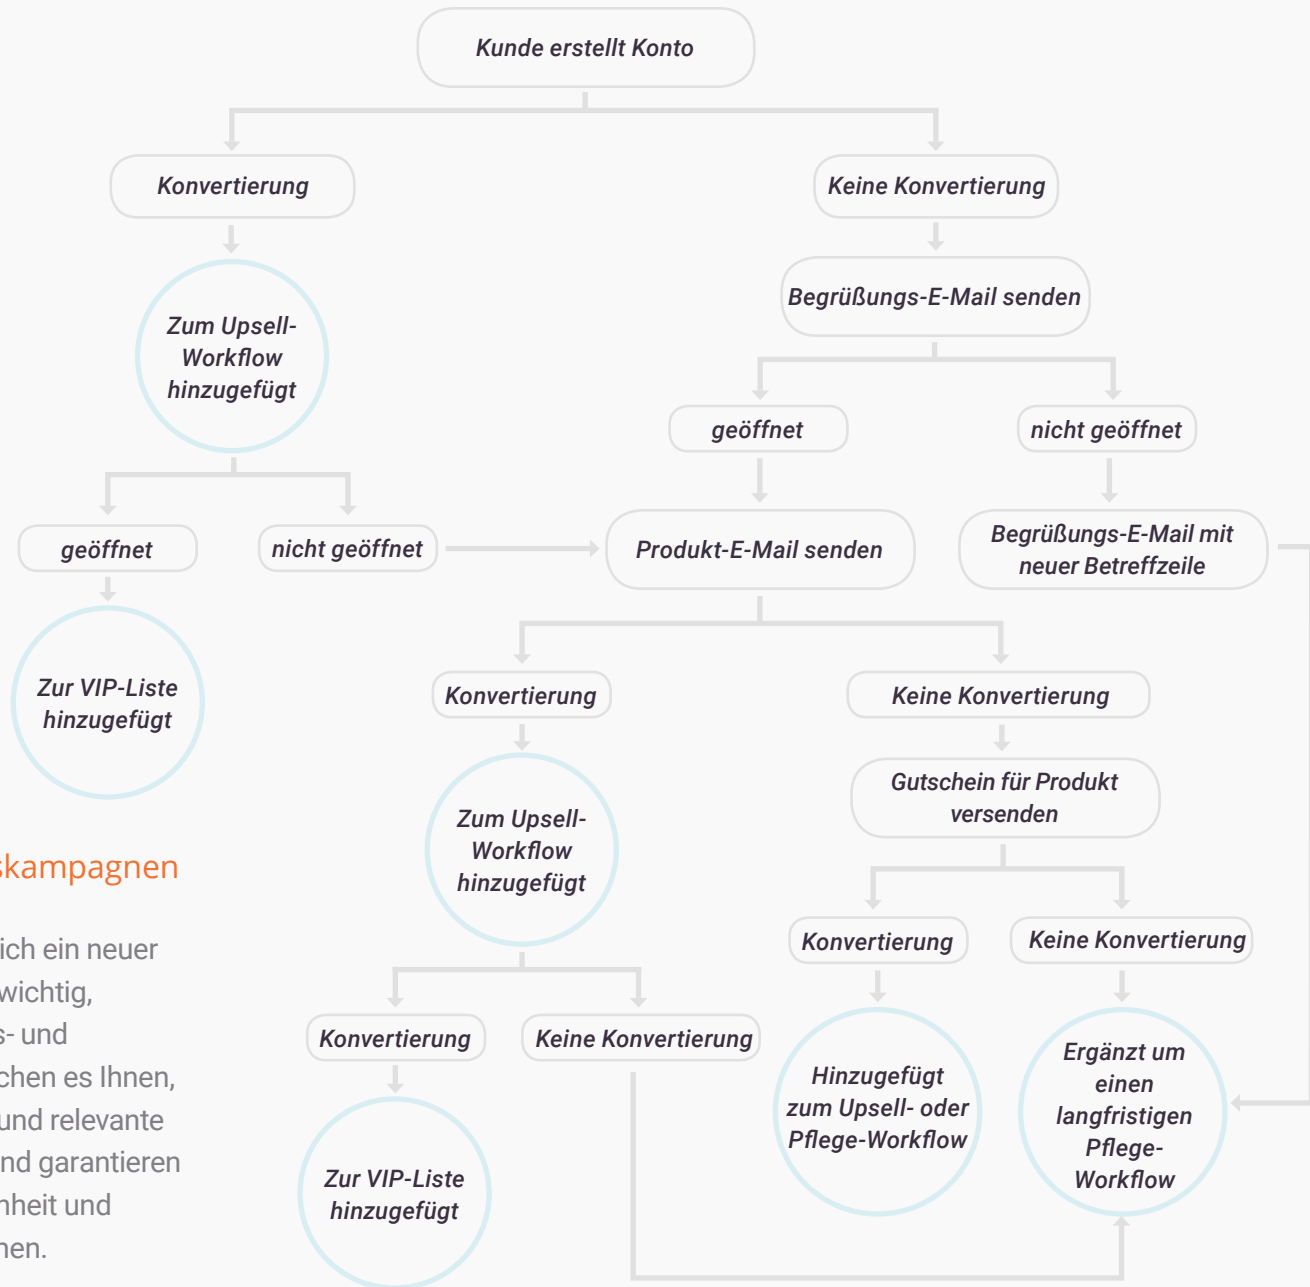 Kunde erstellt Konto
Konvertierung
Keine Konvertierung
Begrüßungs-E-Mail senden
Zum Upsell-
Workflow
hinzugefügt
geöffnet
nicht geöffnet
geöffnet
nicht geöffnet
Produkt-E-Mail senden
Begrüßungs-E-Mail mit
neuer Betreffzeile
Zur VIP-Liste
hinzugefügt
Konvertierung
Keine Konvertierung
Gutschein für Produkt
versenden
Zum Upsell-
Workflow
hinzugefügt
Konvertierung
Keine Konvertierung
Konvertierung
Keine Konvertierung
Hinzugefügt
zum Upsell- oder
Pflege-Workflow
Ergänzt um
einen
langfristigen
Pflege-
Workflow
Zur VIP-Liste
hinzugefügt
skampagnen
ich ein neuer
wichtig,
s- und
chen es Ihnen,
und relevante
nd garantieren
nheit und
nen.